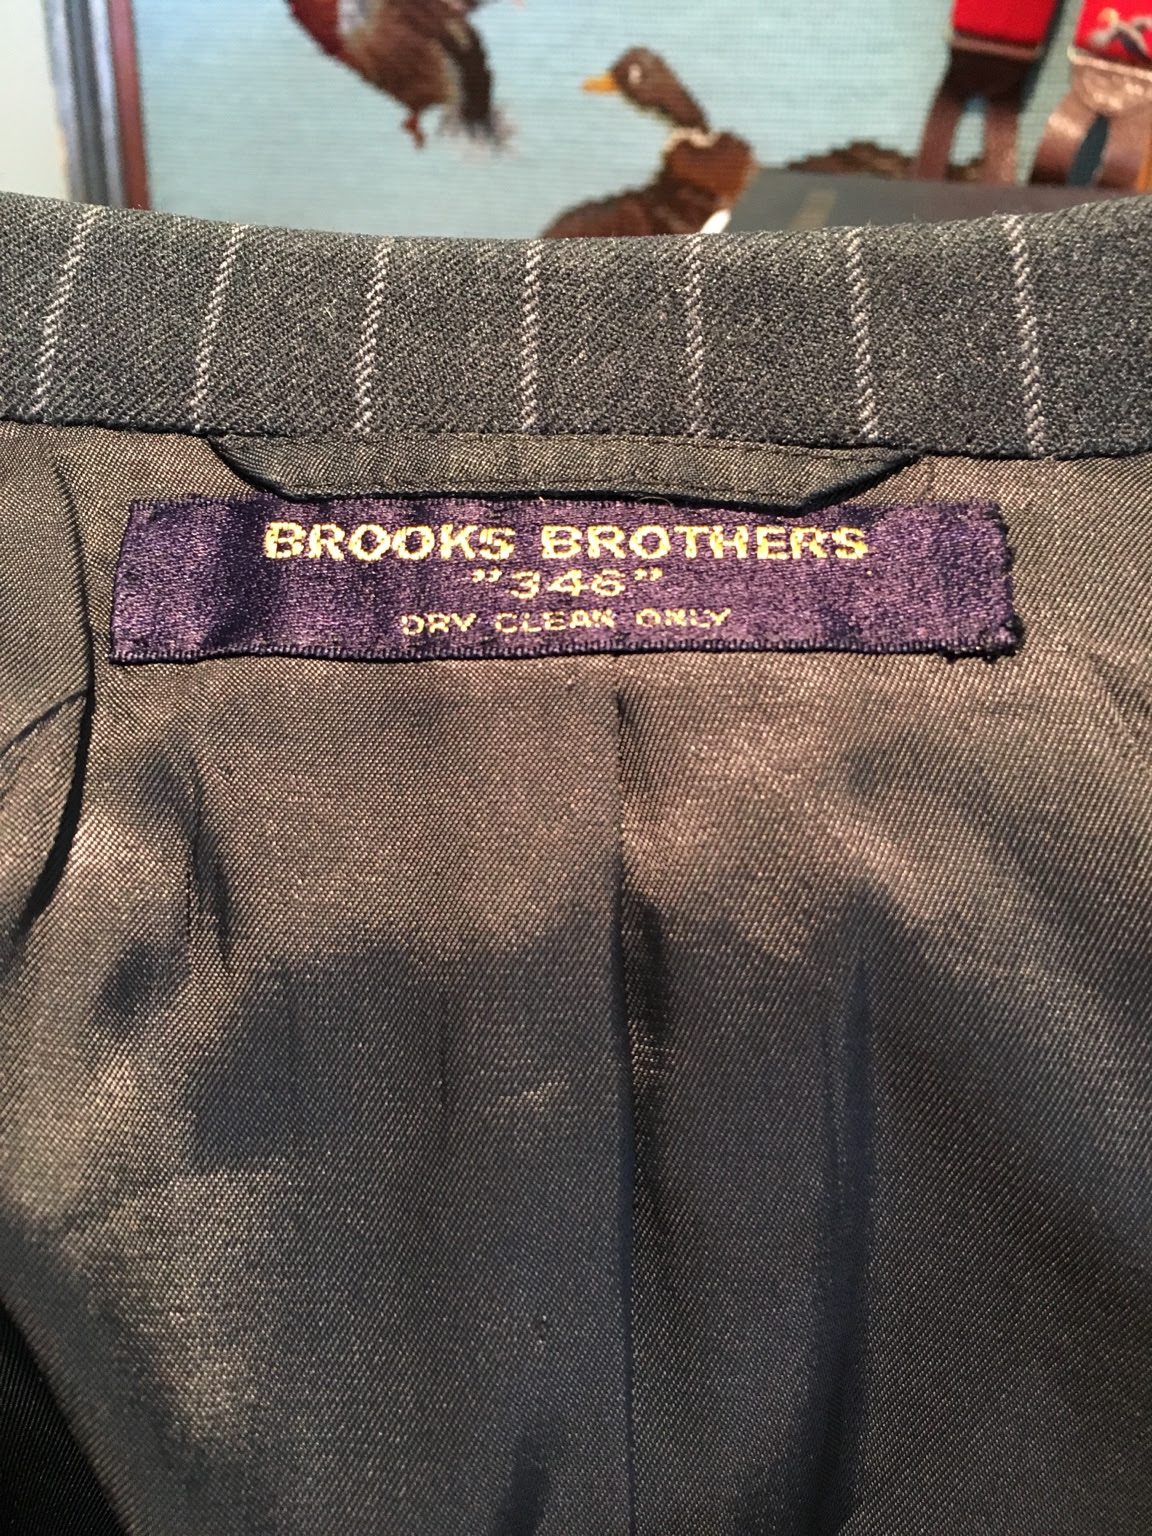 BROOKS BROTHERS
"346"
DRY CLEAN ONLY